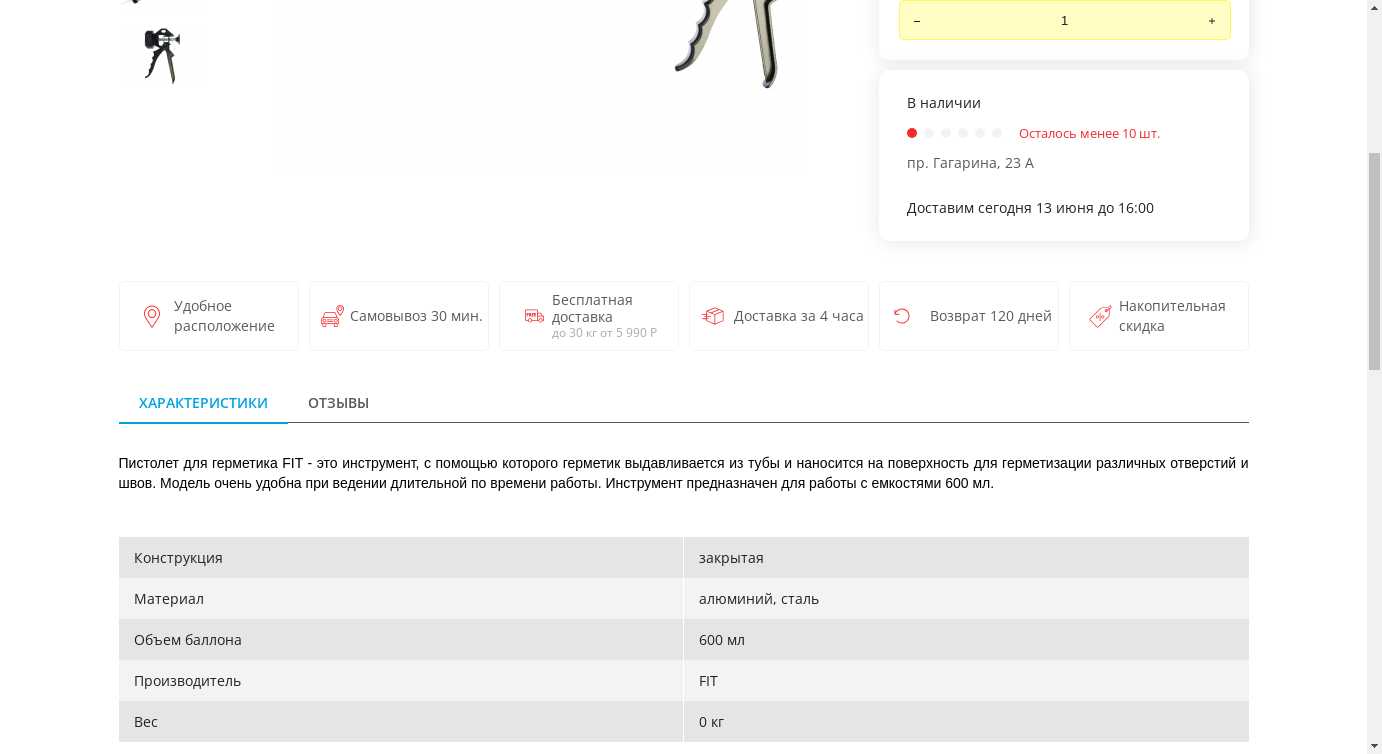 – 1 +
В наличии
Осталось менее 10 шт.
пр. Гагарина, 23 А
Доставим сегодня 13 июня до 16:00
Удобное
расположение
Самовывоз 30 мин.
Бесплатная
доставка
до 30 кг от 5 990 Р
Доставка за 4 часа
Возврат 120 дней
Накопительная
скидка
ХАРАКТЕРИСТИКИ ОТЗЫВЫ
Пистолет для герметика FIT - это инструмент, с помощью которого герметик выдавливается из тубы и наносится на поверхность для герметизации различных отверстий и
швов. Модель очень удобна при ведении длительной по времени работы. Инструмент предназначен для работы с емкостями 600 мл.
Конструкция закрытая
Материал алюминий, сталь
Объем баллона 600 мл
Производитель FIT
Вес 0 кг